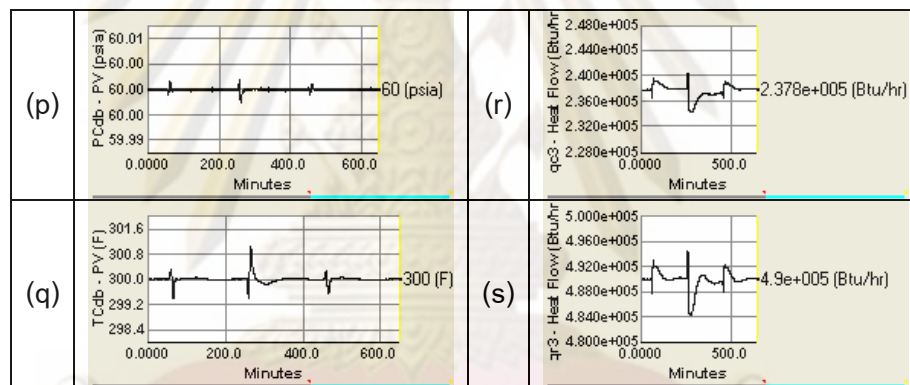 (p)
PCdb - PV (psia)
60.01
60.00
60.00
60.00
59.99
0.0000 200.0 400.0 600.0
Minutes
60 (psia)
(r)
qc3 - Heat Flow (Btu/hr
2.480e+005
2.440e+005
2.400e+005
2.360e+005
2.320e+005
2.280e+005
0.0000 500.0
Minutes
2.378e+005 (Btu/hr)
(q)
TCdb - PV (F)
301.6
300.8
300.0
299.2
298.4
0.0000 200.0 400.0 600.0
Minutes
300 (F)
(s)
qr3 - Heat Flow (Btu/hr
5.000e+005
4.960e+005
4.920e+005
4.880e+005
4.840e+005
4.800e+005
0.0000 500.0
Minutes
4.9e+005 (Btu/hr)